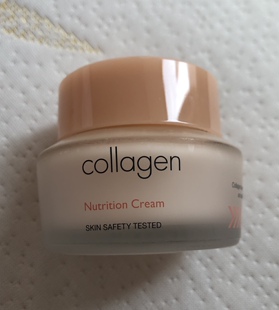 collagen
Nutrition Cream
SKIN SAFETY TESTED